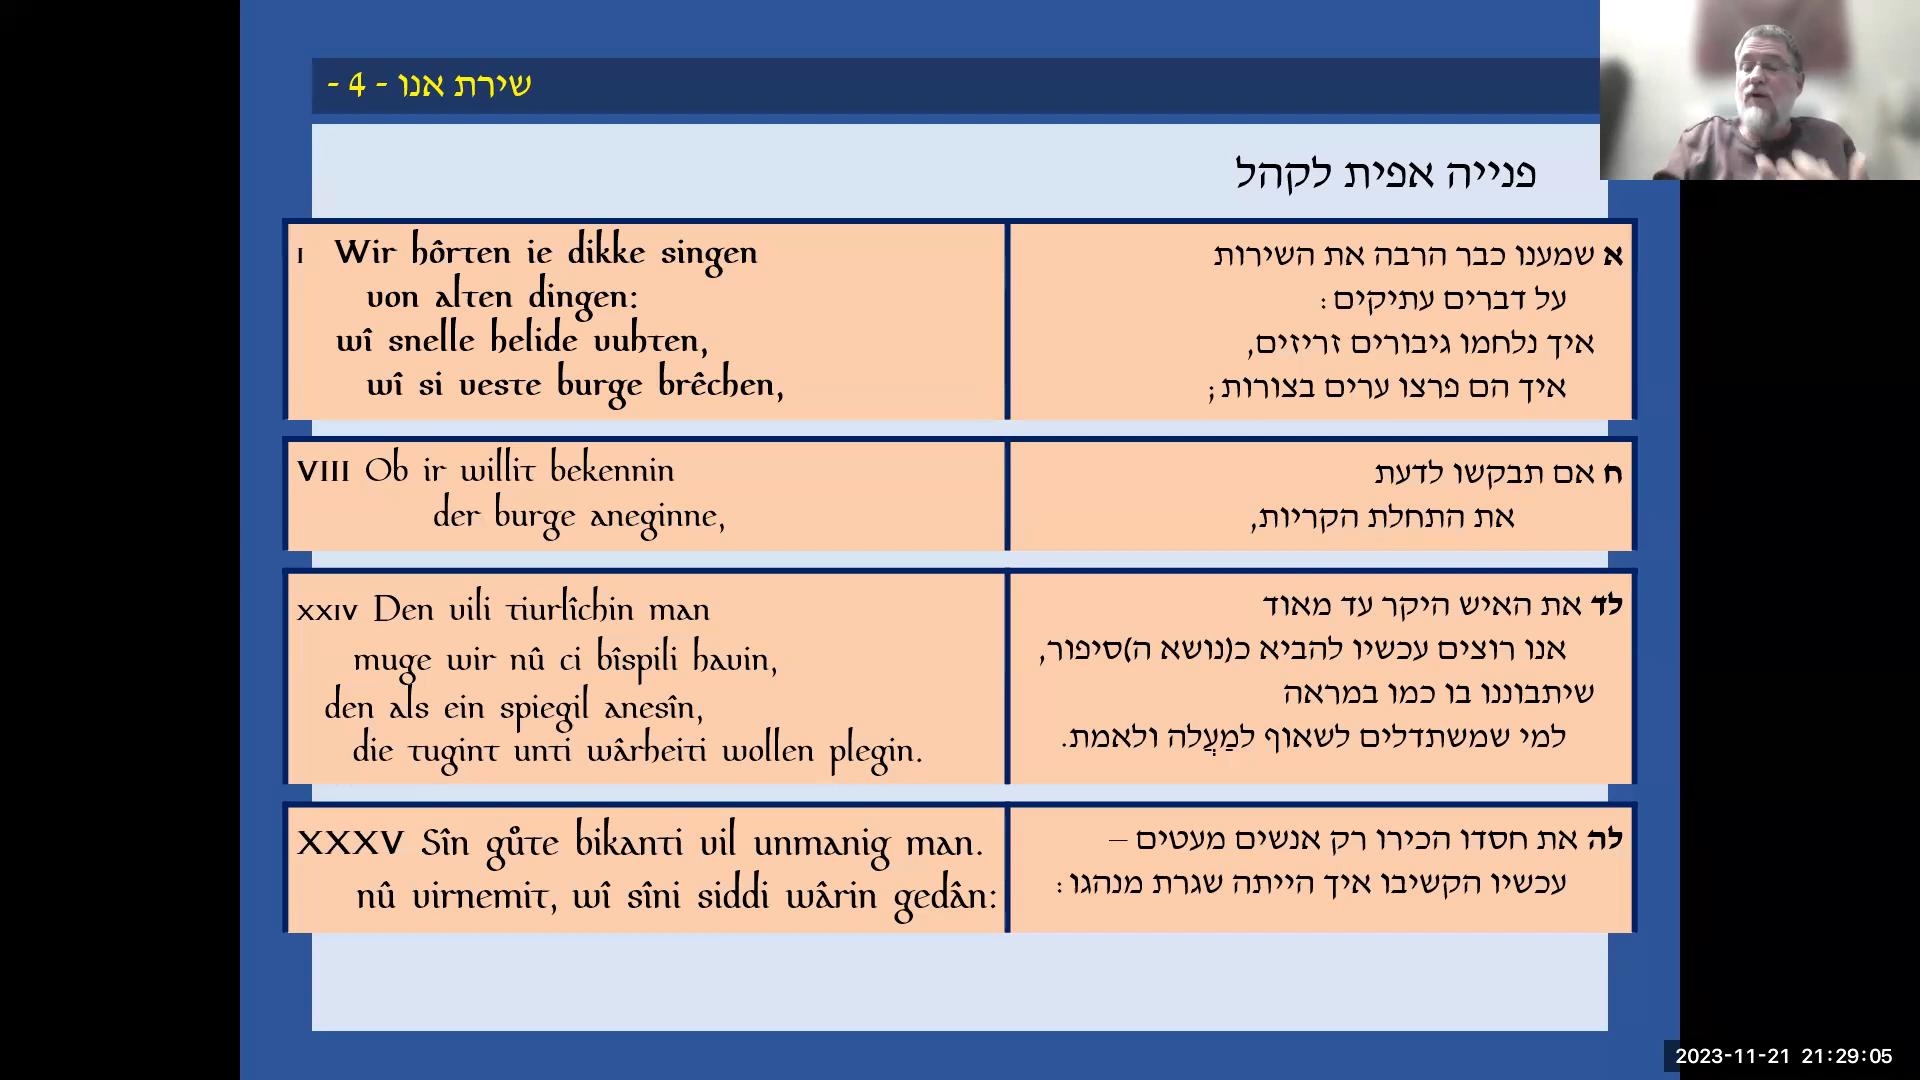 שירת אנו - 4 -
פנייה אפית לקהל
I Wir hôrten ie dikke singen
von alten dingen:
wî snelle helide vuhten,
wî si veste burge brêchen,
א שמענו כבר הרבה את השירות
על דברים עתיקים:
איך נלחמו גיבורים זריזים,
איך הם פרצו ערים בצורות;
VIII Ob ir willit bekennin
der burge aneginne,
ח אם תבקשו לדעת
את התחלת הקריות,
XXIV Den vili tiurlîchin man
muge wir nû ci bîspili havin,
den als ein spiegil anesîn,
die tugint unti wârheiti wollen plegin.
לד את האיש היקר עד מאוד
אנו רוצים עכשיו להביא כ(נושא ה)סיפור,
שיתבוננו בו כמו במראה
למי שמשתדלים לשאוף למַעֲלה ולאמת.
XXXV Sîn gůte bikanti vil unmanig man.
nû virnemit, wî sîni siddi wârin gedân:
לה את חסדו הכירו רק אנשים מעטים –
עכשיו הקשיבו איך הייתה שגרת מנהגו:
2023-11-21 21:29:05